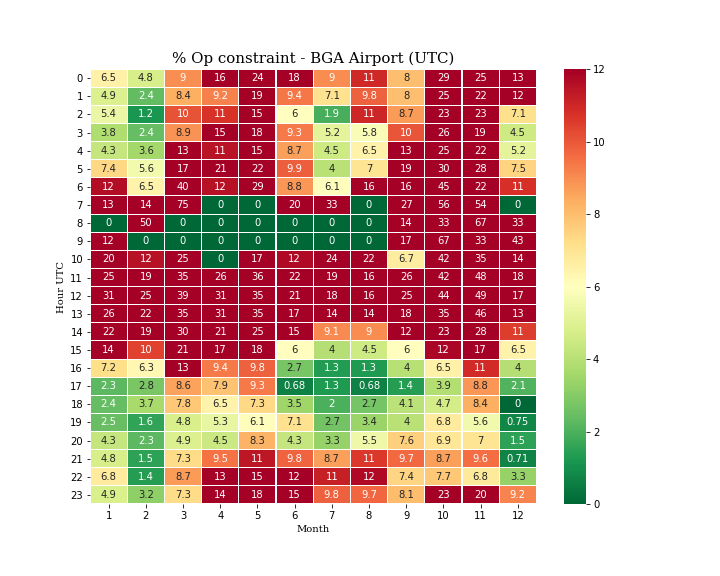 % Op constraint - BGA Airport (UTC)
0 6.5 4.8 9 16 24 18 9 11 8 29 25 13
1 4.9 2.4 8.4 9.2 19 9.4 7.1 9.8 8 25 22 12
2 5.4 1.2 10 11 15 6 1.9 11 8.7 23 23 7.1
3 3.8 2.4 8.9 15 18 9.3 5.2 5.8 10 26 19 4.5
4 4.3 3.6 13 11 15 8.7 4.5 6.5 13 25 22 5.2
5 7.4 5.6 17 21 22 9.9 4 7 19 30 28 7.5
6 12 6.5 40 12 29 8.8 6.1 16 16 45 22 11
7 13 14 75 0 0 20 33 0 27 56 54 0
8 0 50 0 0 0 0 0 0 14 33 67 33
9 12 0 0 0 0 0 0 0 17 67 33 43
10 20 12 25 0 17 12 24 22 6.7 42 35 14
11 25 19 35 26 36 22 19 16 26 42 48 18
12 31 25 39 31 35 21 18 16 25 44 49 17
13 26 22 35 31 35 17 14 14 18 35 46 13
14 22 19 30 21 25 15 9.1 9 12 23 28 11
15 14 10 21 17 18 6 4 4.5 6 12 17 6.5
16 7.2 6.3 13 9.4 9.8 2.7 1.3 1.3 4 6.5 11 4
17 2.3 2.8 8.6 7.9 9.3 0.68 1.3 0.68 1.4 3.9 8.8 2.1
18 2.4 3.7 7.8 6.5 7.3 3.5 2 2.7 4.1 4.7 8.4 0
19 2.5 1.6 4.8 5.3 6.1 7.1 2.7 3.4 4 6.8 5.6 0.75
20 4.3 2.3 4.9 4.5 8.3 4.3 3.3 5.5 7.6 6.9 7 1.5
21 4.8 1.5 7.3 9.5 11 9.8 8.7 11 9.7 8.7 9.6 0.71
22 6.8 1.4 8.7 13 15 12 11 12 7.4 7.7 6.8 3.3
23 4.9 3.2 7.3 14 18 15 9.8 9.7 8.1 23 20 9.2
1 2 3 4 5 6 7 8 9 10 11 12
Month
Hour UTC
12
10
8
6
4
2
0